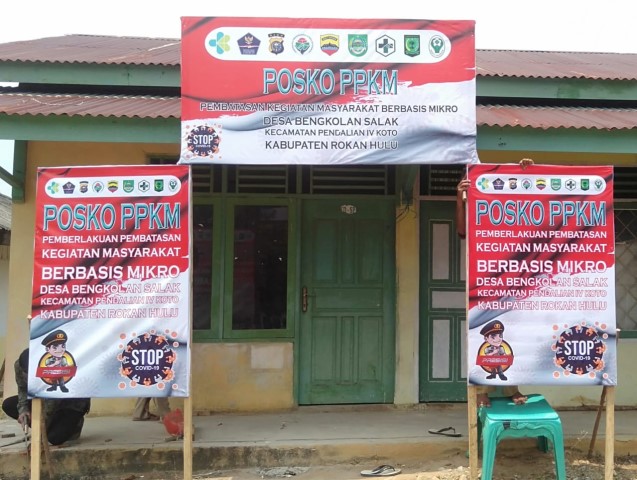 POSKO PPKM
PEMBATASAN KEGIATAN MASYARAKAT BERBASIS MIKRO
DESA BENGKOLAN SALAK
KECAMATAN PENDALIAN IV KOTO
KABUPATEN ROKAN HULU
STOP
COVID-19
POSKO PPKM
PEMBERLAKUAN PEMBATASAN
KEGIATAN MASYARAKAT
BERBASIS MIKRO
DESA BENGKOLAN SALAK
KECAMATAN PENDALIAN IV KOTO
KABUPATEN ROKAN HULU
STOP
COVID-19
POSKO PPKM
PEMBERLAKUAN PEMBATASAN
KEGIATAN MASYARAKAT
BERBASIS MIKRO
DESA BENGKOLAN SALAK
KECAMATAN PENDALIAN IV KOTO
KABUPATEN ROKAN HULU
STOP
COVID-19